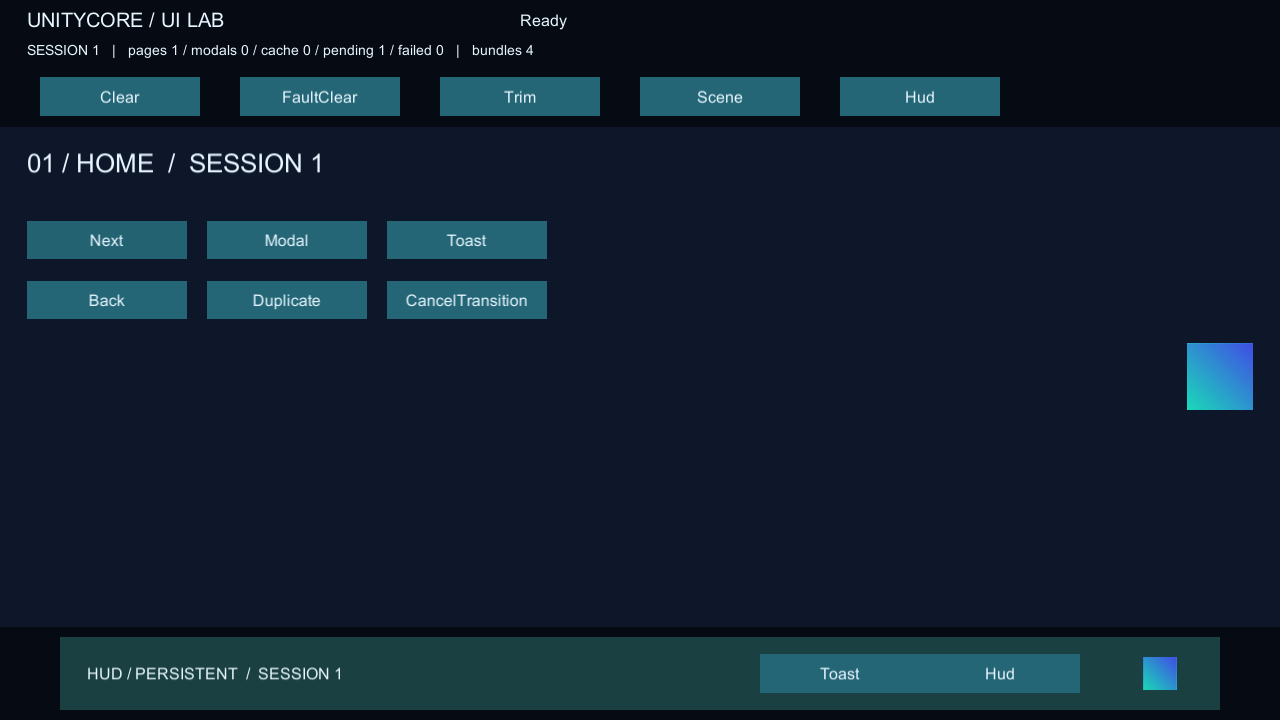 UNITYCORE / UI LAB
Ready
SESSION 1 | pages 1 / modals 0 / cache 0 / pending 1 / failed 0 | bundles 4
Clear FaultClear Trim Scene Hud
01 / HOME / SESSION 1
Next Modal Toast
Back Duplicate CancelTransition
HUD / PERSISTENT / SESSION 1 Toast Hud